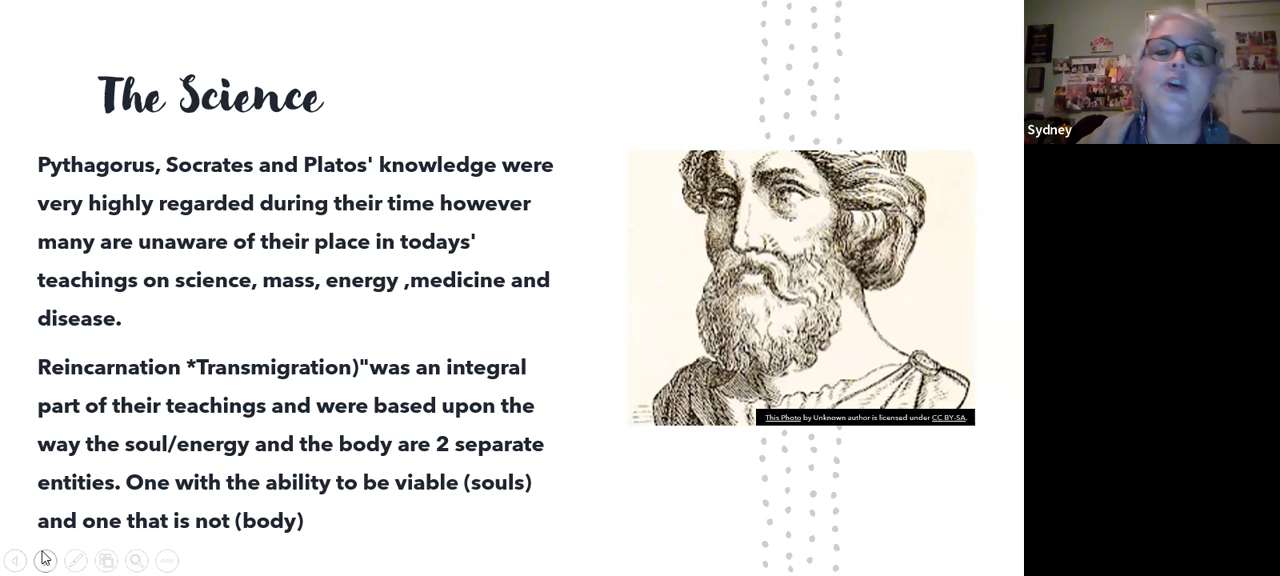 The Science
Pythagorus, Socrates and Platos' knowledge were
very highly regarded during their time however
many are unaware of their place in todays'
teachings on science, mass, energy ,medicine and
disease.
Reincarnation *Transmigration)"was an integral
part of their teachings and were based upon the
way the soul/energy and the body are 2 separate
entities. One with the ability to be viable (souls)
and one that is not (body)
This Photo by Unknown author is licensed under CC BY-SA.
Sydney